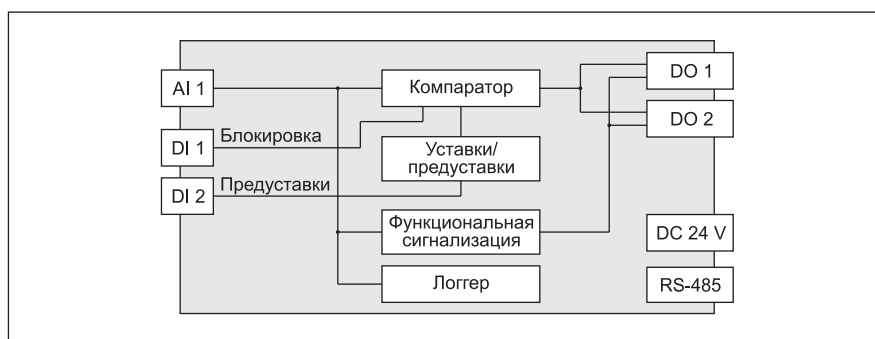 AI 1
Компаратор
DO 1
DO 2
DI 1
Блокировка
Уставки/
предуставки
DI 2
Предуставки
Функциональная
сигнализация
DC 24 V
Логгер
RS-485